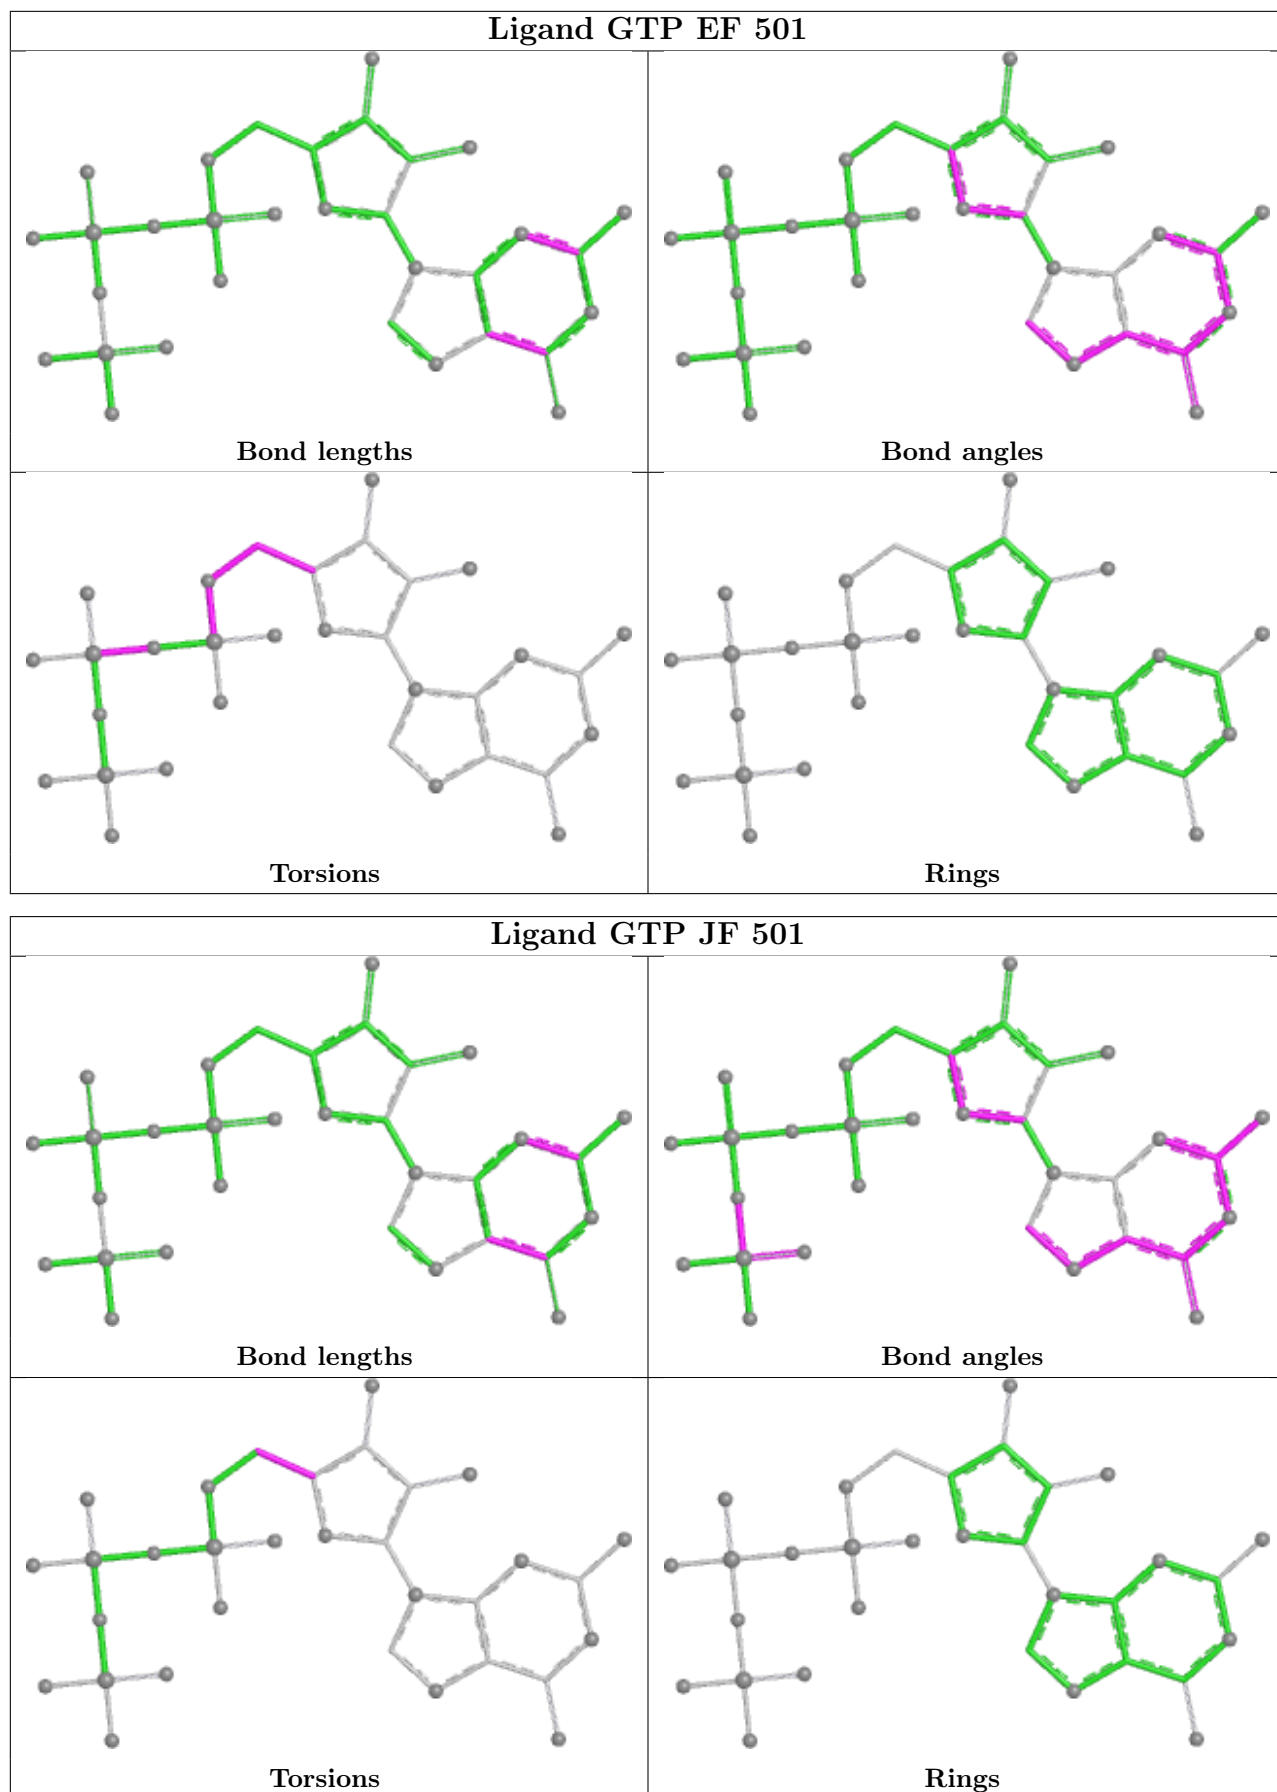 Ligand GTP EF 501
Bond lengths
Bond angles
Torsions
Rings
Ligand GTP JF 501
Bond lengths
Bond angles
Torsions
Rings